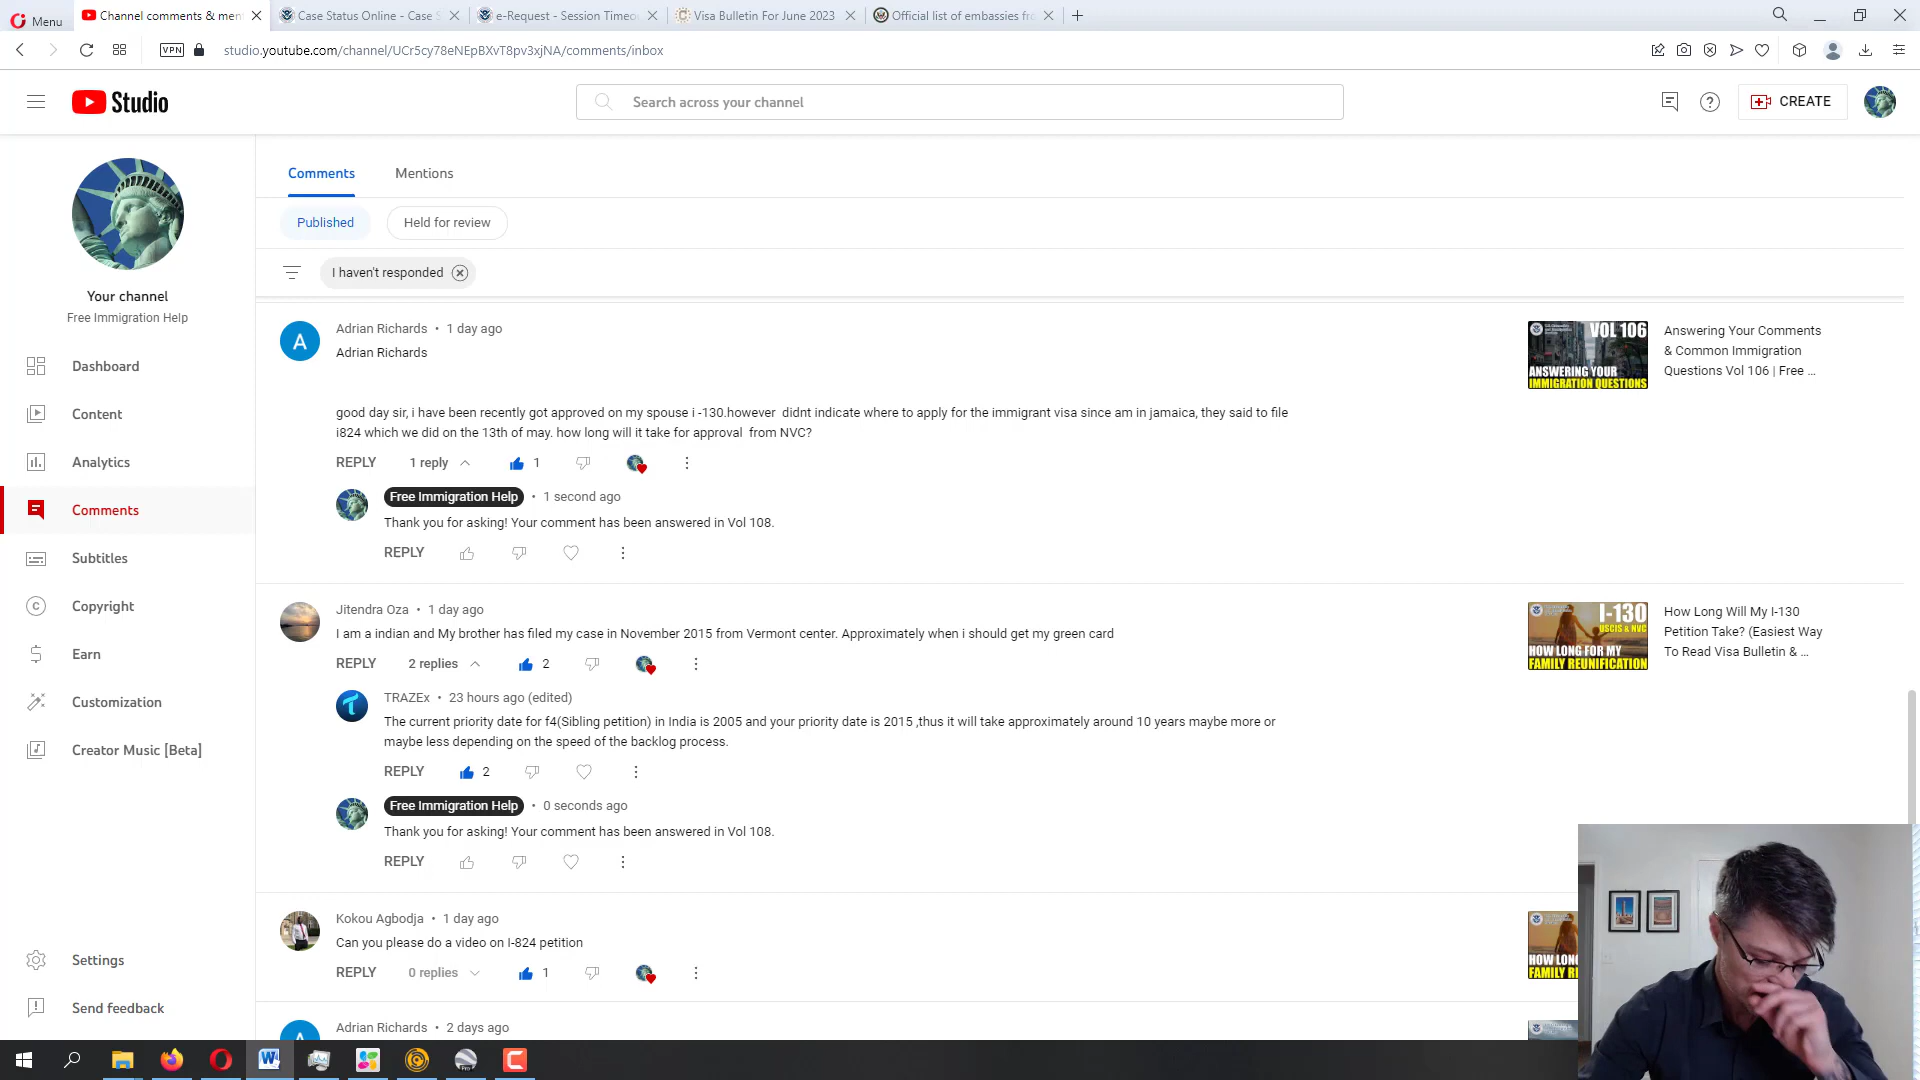 Menu
Channel comments & men
Case Status Online - Case S
e-Request - Session Timeou
Visa Bulletin For June 2023
Official list of embassies fro
VPN
studio.youtube.com/channel/UCr5cy78eNEpBXvT8pv3xjNA/comments/inbox
Studio
Search across your channel
CREATE
Your channel
Free Immigration Help
Dashboard
Content
Analytics
Comments
Subtitles
Copyright
Earn
Customization
Creator Music [Beta]
Settings
Send feedback
Comments
Mentions
Published
Held for review
I haven't responded
Adrian Richards • 1 day ago
Adrian Richards
good day sir, i have been recently got approved on my spouse i -130.however didnt indicate where to apply for the immigrant visa since am in jamaica, they said to file
i824 which we did on the 13th of may. how long will it take for approval from NVC?
REPLY 1 reply 1
Free Immigration Help • 1 second ago
Thank you for asking! Your comment has been answered in Vol 108.
REPLY
VOL 106
ANSWERING YOUR
IMMIGRATION QUESTIONS
Answering Your Comments
& Common Immigration
Questions Vol 106 | Free ...
Jitendra Oza • 1 day ago
I am a indian and My brother has filed my case in November 2015 from Vermont center. Approximately when i should get my green card
REPLY 2 replies 2
TRAZEx • 23 hours ago (edited)
The current priority date for f4(Sibling petition) in India is 2005 and your priority date is 2015 ,thus it will take approximately around 10 years maybe more or
maybe less depending on the speed of the backlog process.
REPLY 2
Free Immigration Help • 0 seconds ago
Thank you for asking! Your comment has been answered in Vol 108.
REPLY
I-130
USCIS & NVC
HOW LONG FOR MY
FAMILY REUNIFICATION
How Long Will My I-130
Petition Take? (Easiest Way
To Read Visa Bulletin & ...
Kokou Agbodja • 1 day ago
Can you please do a video on I-824 petition
REPLY 0 replies 1
HOW LONG
FAMILY RE
Adrian Richards • 2 days ago